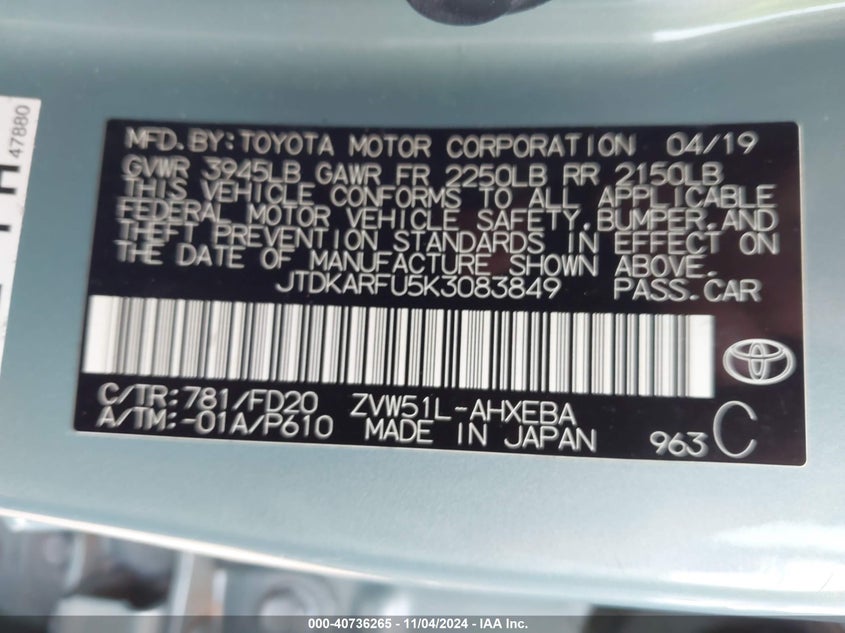 MFD.BY:TOYOTA MOTOR CORPORATION 04/19
GVWR 3945LB GAWR FR 2250LB RR 2150LB
THIS VEHICLE CONFORMS TO ALL APPLICABLE
FEDERAL MOTOR VEHICLE SAFETY,BUMPER,AND
THEFT PREVENTION STANDARDS IN EFFECT ON
THE DATE OF MANUFACTURE SHOWN ABOVE.
JTDKARFU5K3083849 PASS.CAR
C/TR:781/FD20 ZVW51L-AHXEBA
A/TM:-01A/P610 MADE IN JAPAN 963 C
47880
000-40736265 - 11/04/2024 - IAA Inc.